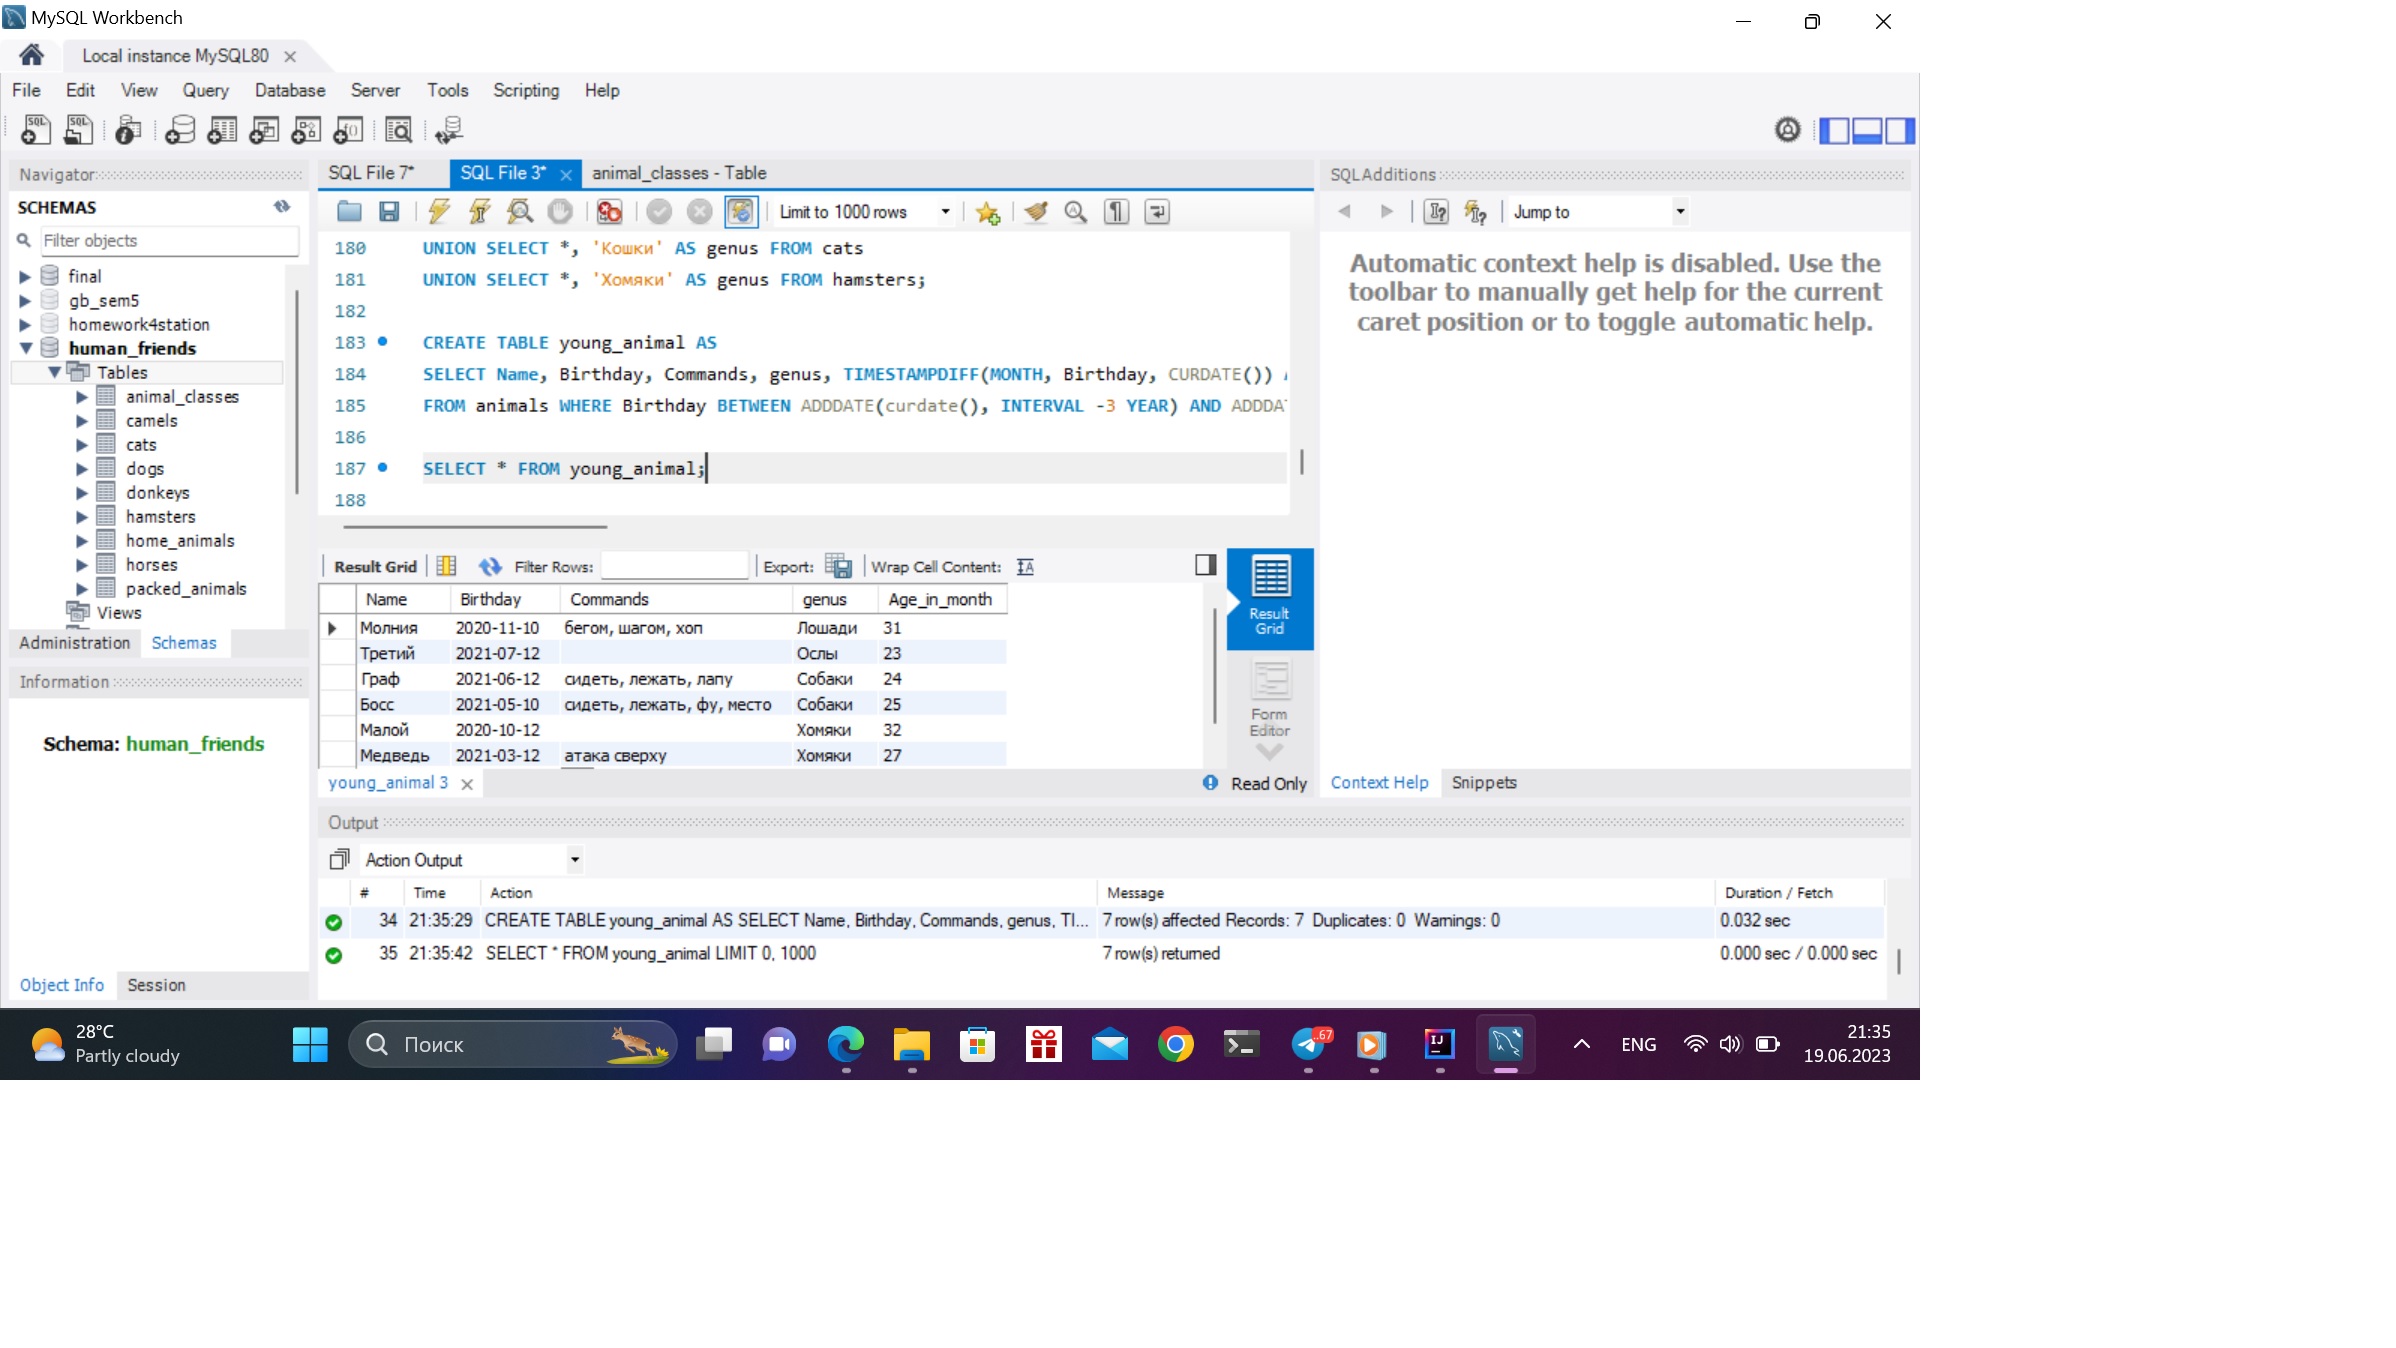 MySQL Workbench
Local instance MySQL80
File Edit View Query Database Server Tools Scripting Help
Navigator
SCHEMAS
Filter objects
final
gb_sem5
homework4station
human_friends
Tables
animal_classes
camels
cats
dogs
donkeys
hamsters
home_animals
horses
packed_animals
Views
Administration Schemas
Information
Schema: human_friends
Object Info Session
SQL File 7* SQL File 3* animal_classes - Table
Limit to 1000 rows
180 UNION SELECT *, 'Кошки' AS genus FROM cats
181 UNION SELECT *, 'Хомяки' AS genus FROM hamsters;
182
183 CREATE TABLE young_animal AS
184 SELECT Name, Birthday, Commands, genus, TIMESTAMPDIFF(MONTH, Birthday, CURDATE())
185 FROM animals WHERE Birthday BETWEEN ADDDATE(curdate(), INTERVAL -3 YEAR) AND ADDDA
186
187 SELECT * FROM young_animal;
188
Result Grid Filter Rows: Export: Wrap Cell Content:
Name Birthday Commands genus Age_in_month
Молния 2020-11-10 бегом, шагом, хоп Лошади 31
Третий 2021-07-12 Ослы 23
Граф 2021-06-12 сидеть, лежать, лапу Собаки 24
Босс 2021-05-10 сидеть, лежать, фу, место Собаки 25
Малой 2020-10-12 Хомяки 32
Медведь 2021-03-12 атака сверху Хомяки 27
Result
Grid
Form
Editor
young_animal 3 Read Only
SQLAdditions
Jump to
Automatic context help is disabled. Use the
toolbar to manually get help for the current
caret position or to toggle automatic help.
Context Help Snippets
Output
Action Output
# Time Action Message Duration / Fetch
34 21:35:29 CREATE TABLE young_animal AS SELECT Name, Birthday, Commands, genus, TI... 7 row(s) affected Records: 7 Duplicates: 0 Warnings: 0 0.032 sec
35 21:35:42 SELECT * FROM young_animal LIMIT 0, 1000 7 row(s) returned 0.000 sec / 0.000 sec
28°C
Partly cloudy
Поиск
..67
IJ
ENG
21:35
19.06.2023